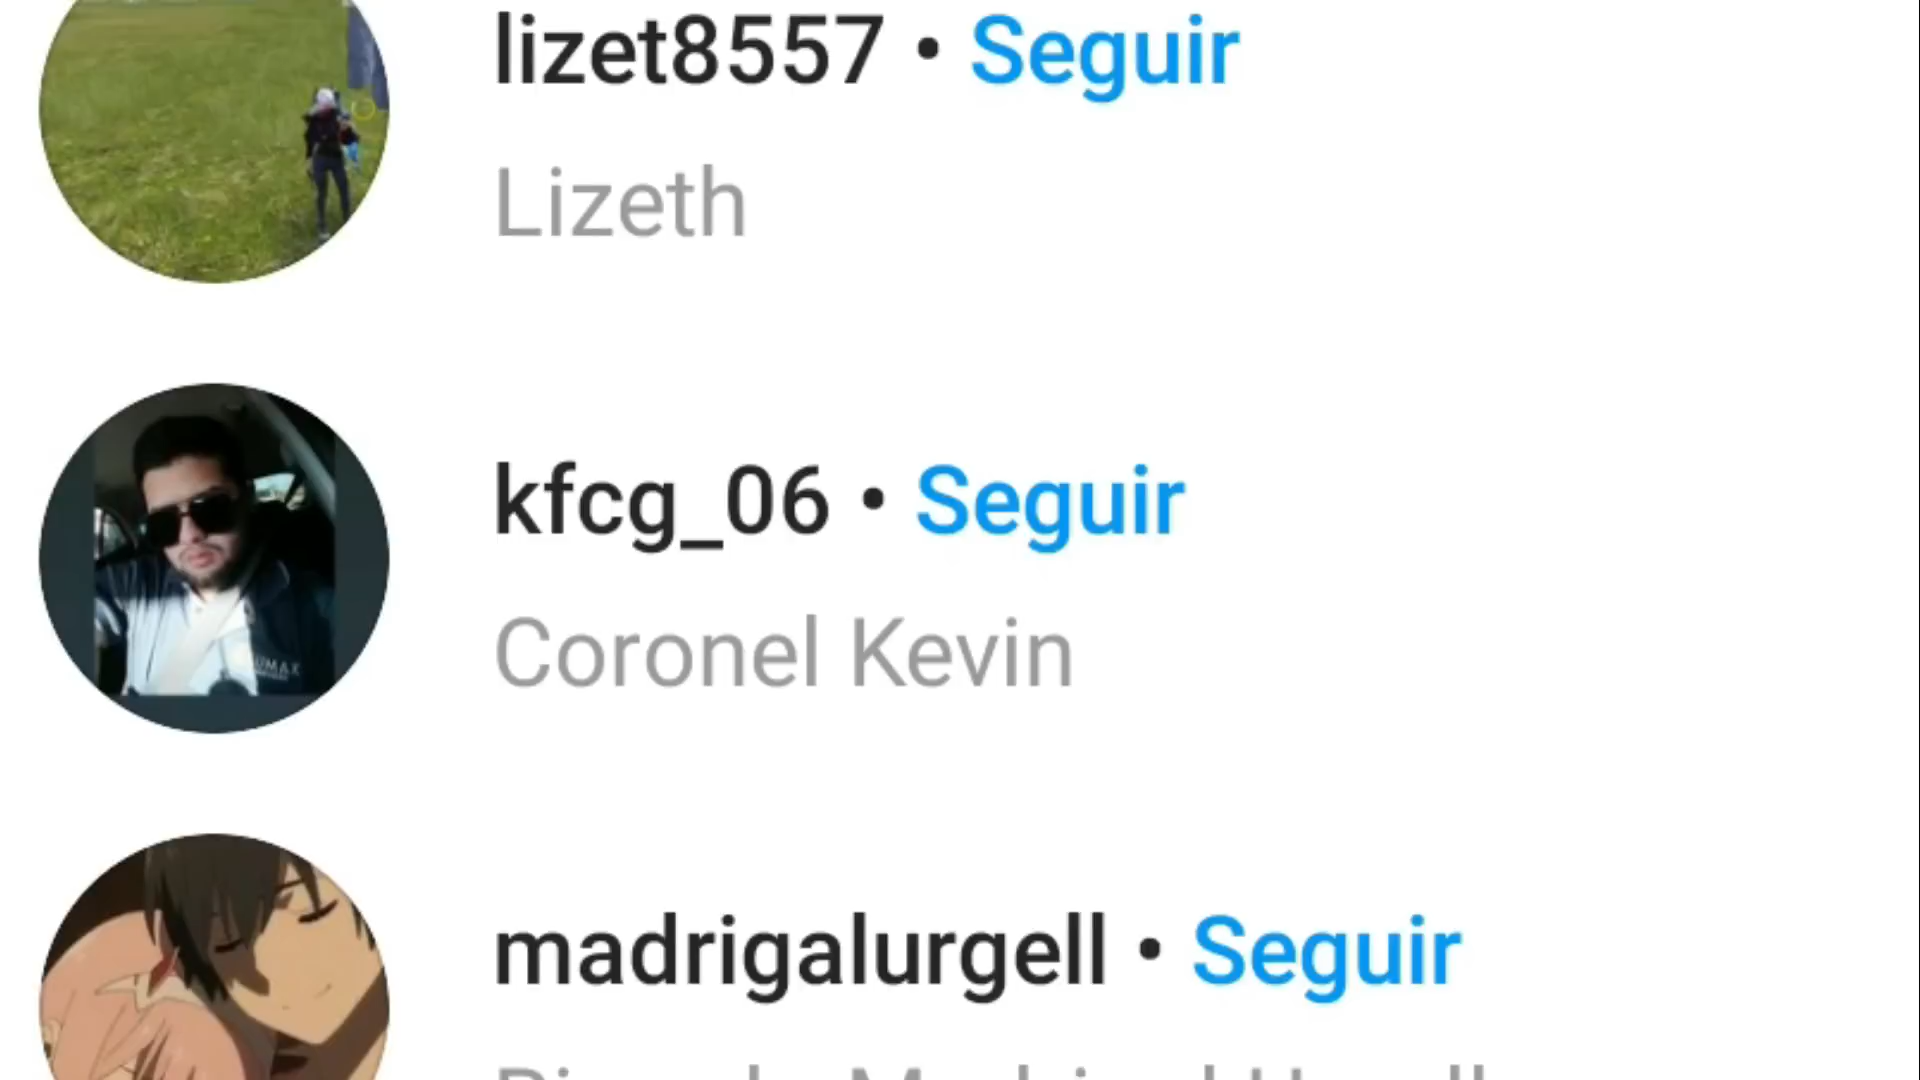 lizet8557 • Seguir
Lizeth
kfcg_06 • Seguir
Coronel Kevin
madrigalurgell • Seguir